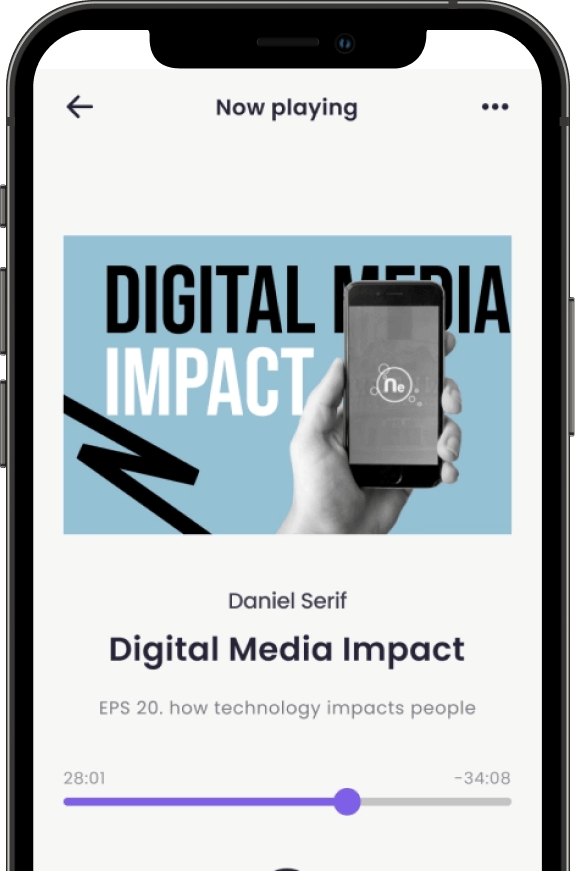 Now playing
DIGITAL MEDIA
IMPACT
ne
Daniel Serif
Digital Media Impact
EPS 20. how technology impacts people
28:01 -34:08